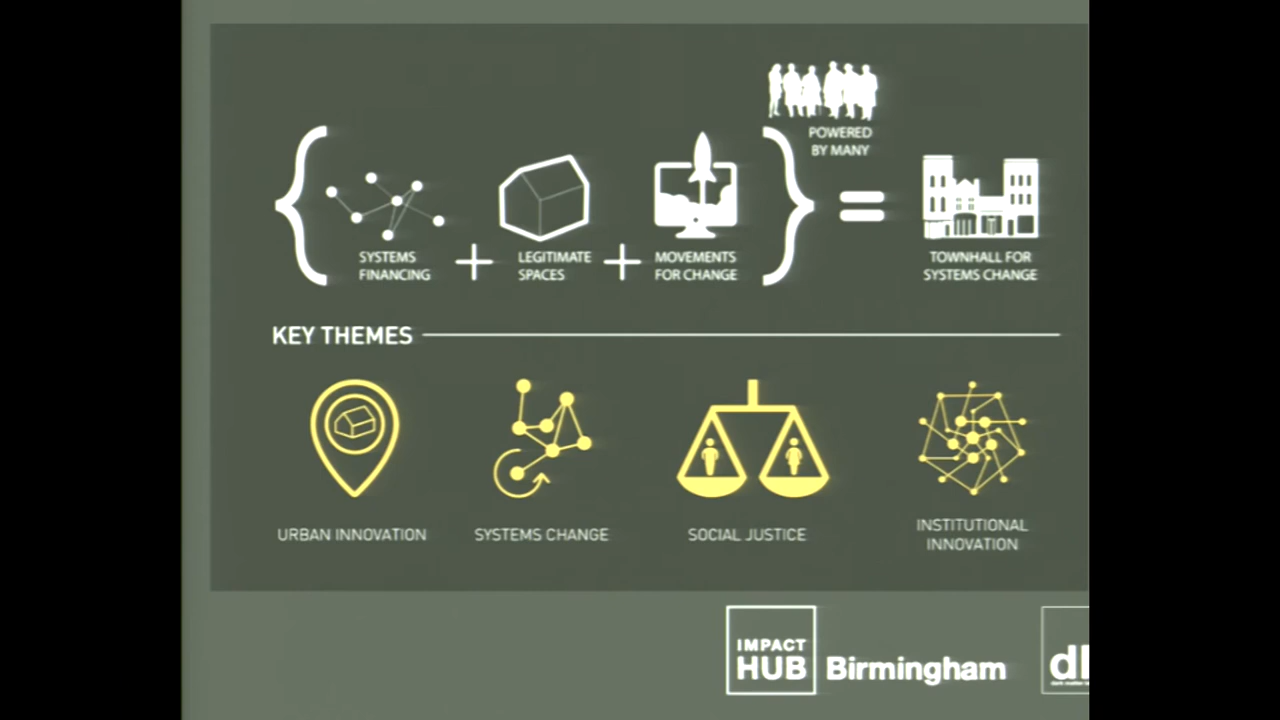 POWERED
BY MANY
SYSTEMS
FINANCING
LEGITIMATE
SPACES
MOVEMENTS
FOR CHANGE
TOWNHALL FOR
SYSTEMS CHANGE
KEY THEMES
URBAN INNOVATION
SYSTEMS CHANGE
SOCIAL JUSTICE
INSTITUTIONAL
INNOVATION
IMPACT
HUB
Birmingham